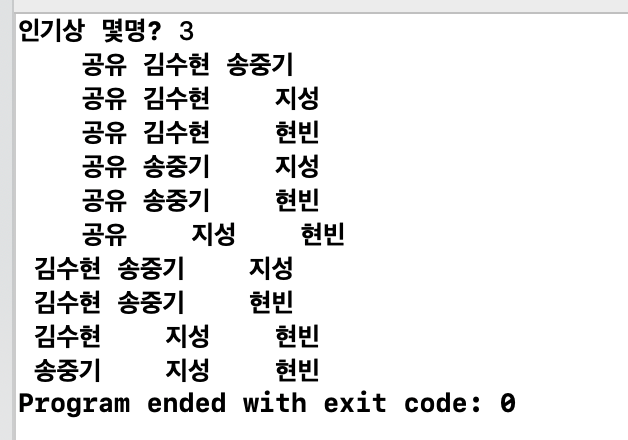 인기상 몇명? 3
공유 김수현 송중기
공유 김수현 지성
공유 김수현 현빈
공유 송중기 지성
공유 송중기 현빈
공유 지성 현빈
김수현 송중기 지성
김수현 송중기 현빈
김수현 지성 현빈
송중기 지성 현빈
Program ended with exit code: 0